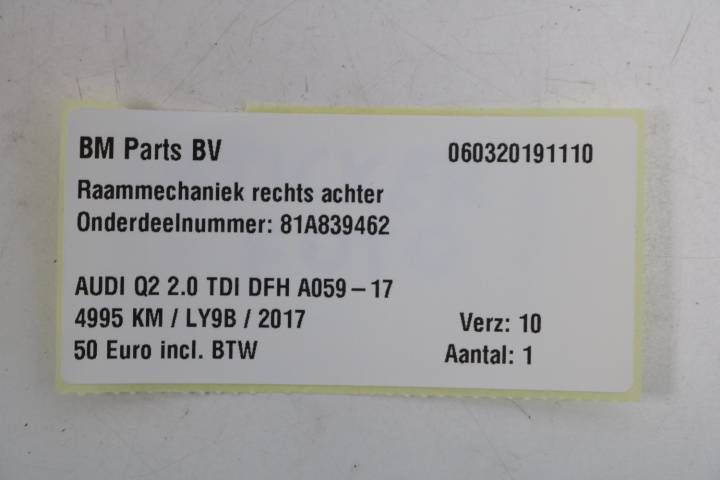 BM Parts BV 060320191110
Raammechaniek rechts achter
Onderdeelnummer: 81A839462
AUDI Q2 2.0 TDI DFH A059-17
4995 KM / LY9B / 2017 Verz: 10
50 Euro incl. BTW Aantal: 1